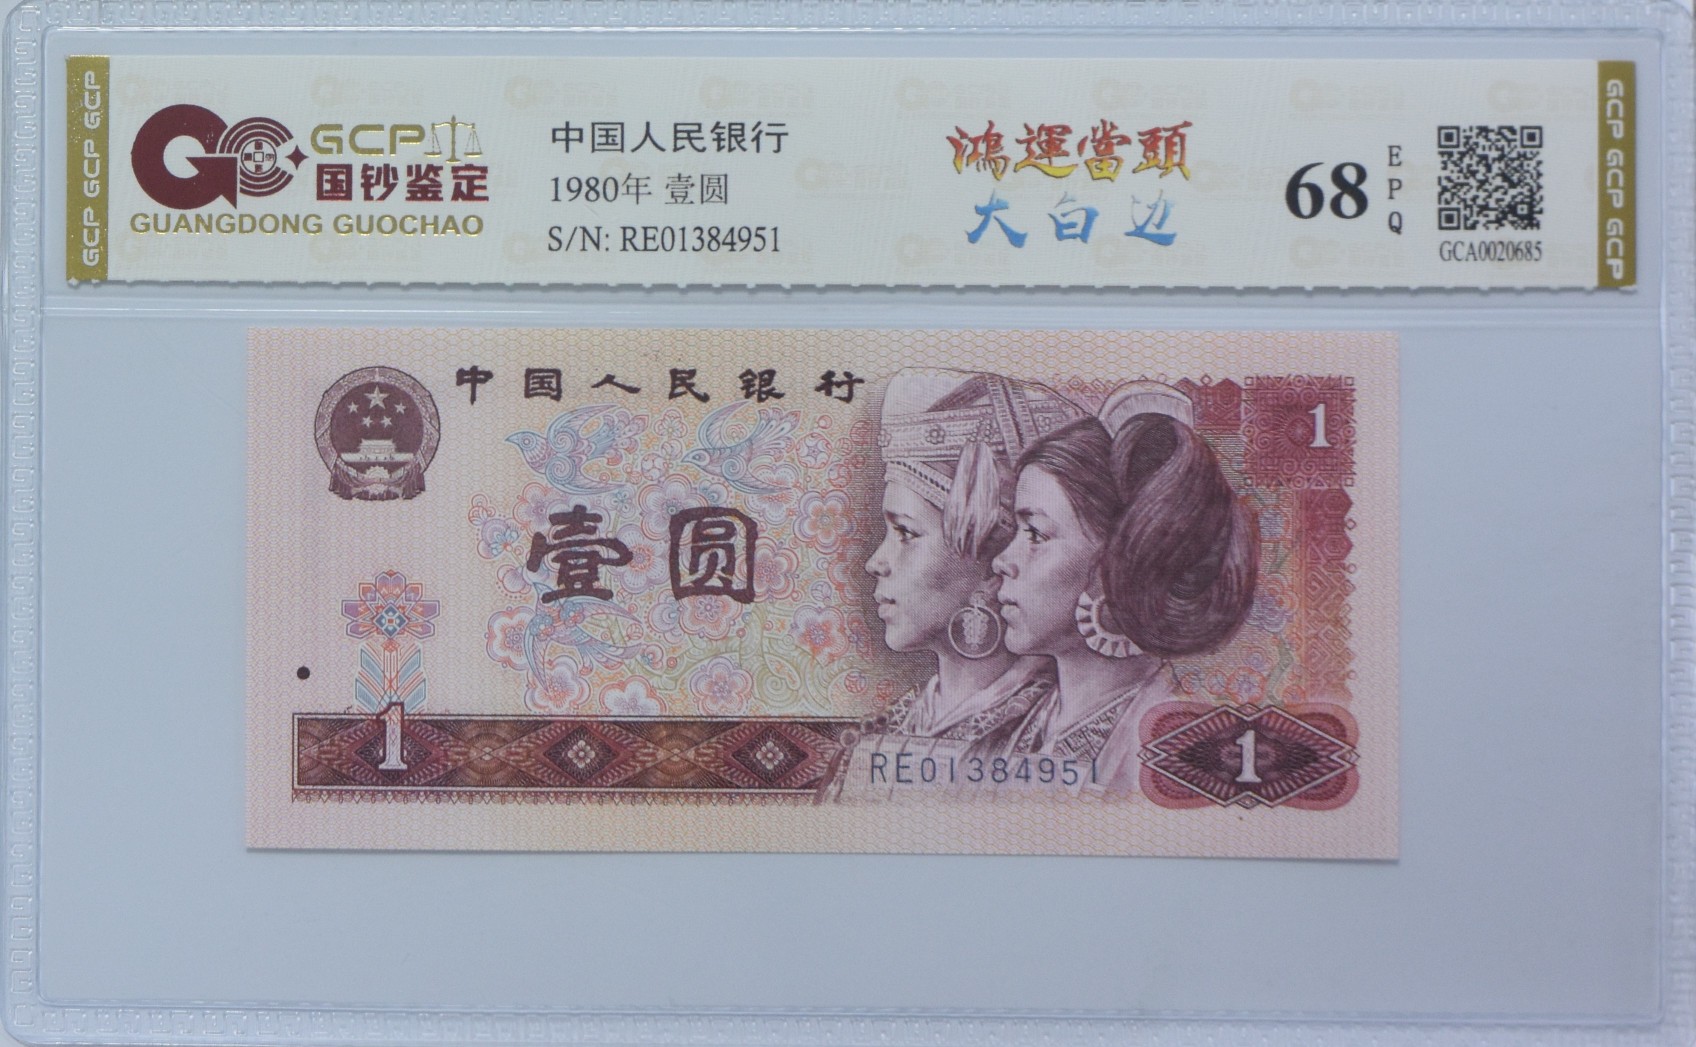 GCP GCP GCP
GCP
国钞鉴定
GUANGDONG GUOCHAO
中国人民银行
1980年 壹圆
S/N: RE01384951
鸿運當頭
大白边
68
EPQ
GCA0020685
GCP GCP GCP
中国人民银行
1
壹圆
1
RE01384951
1